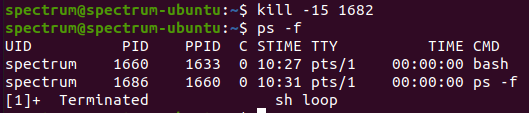 spectrum@spectrum-ubuntu:~$ kill -15 1682
spectrum@spectrum-ubuntu:~$ ps -f
UID          PID    PPID  C STIME TTY          TIME CMD
spectrum    1660    1633  0 10:27 pts/1    00:00:00 bash
spectrum    1686    1660  0 10:31 pts/1    00:00:00 ps -f
[1]+  Terminated              sh loop